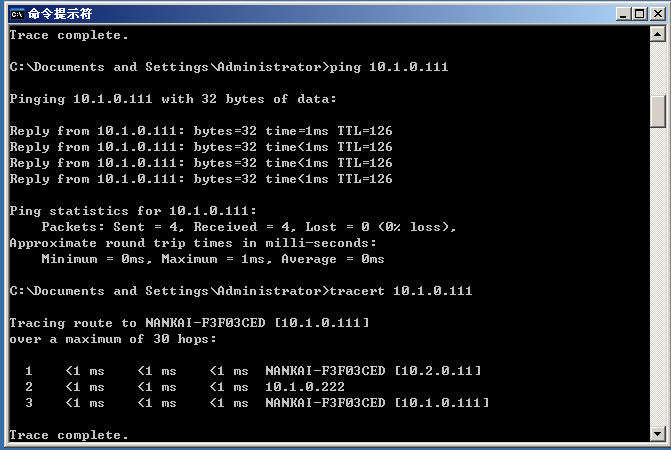 命令提示符
Trace complete.
C:\Documents and Settings\Administrator>ping 10.1.0.111
Pinging 10.1.0.111 with 32 bytes of data:
Reply from 10.1.0.111: bytes=32 time=1ms TTL=126
Reply from 10.1.0.111: bytes=32 time<1ms TTL=126
Reply from 10.1.0.111: bytes=32 time<1ms TTL=126
Reply from 10.1.0.111: bytes=32 time<1ms TTL=126
Ping statistics for 10.1.0.111:
    Packets: Sent = 4, Received = 4, Lost = 0 (0% loss),
Approximate round trip times in milli-seconds:
    Minimum = 0ms, Maximum = 1ms, Average = 0ms
C:\Documents and Settings\Administrator>tracert 10.1.0.111
Tracing route to NANKAI-F3F03CED [10.1.0.111]
over a maximum of 30 hops:
  1    <1 ms    <1 ms    <1 ms  NANKAI-F3F03CED [10.2.0.11]
  2    <1 ms    <1 ms    <1 ms  10.1.0.222
  3    <1 ms    <1 ms    <1 ms  NANKAI-F3F03CED [10.1.0.111]
Trace complete.